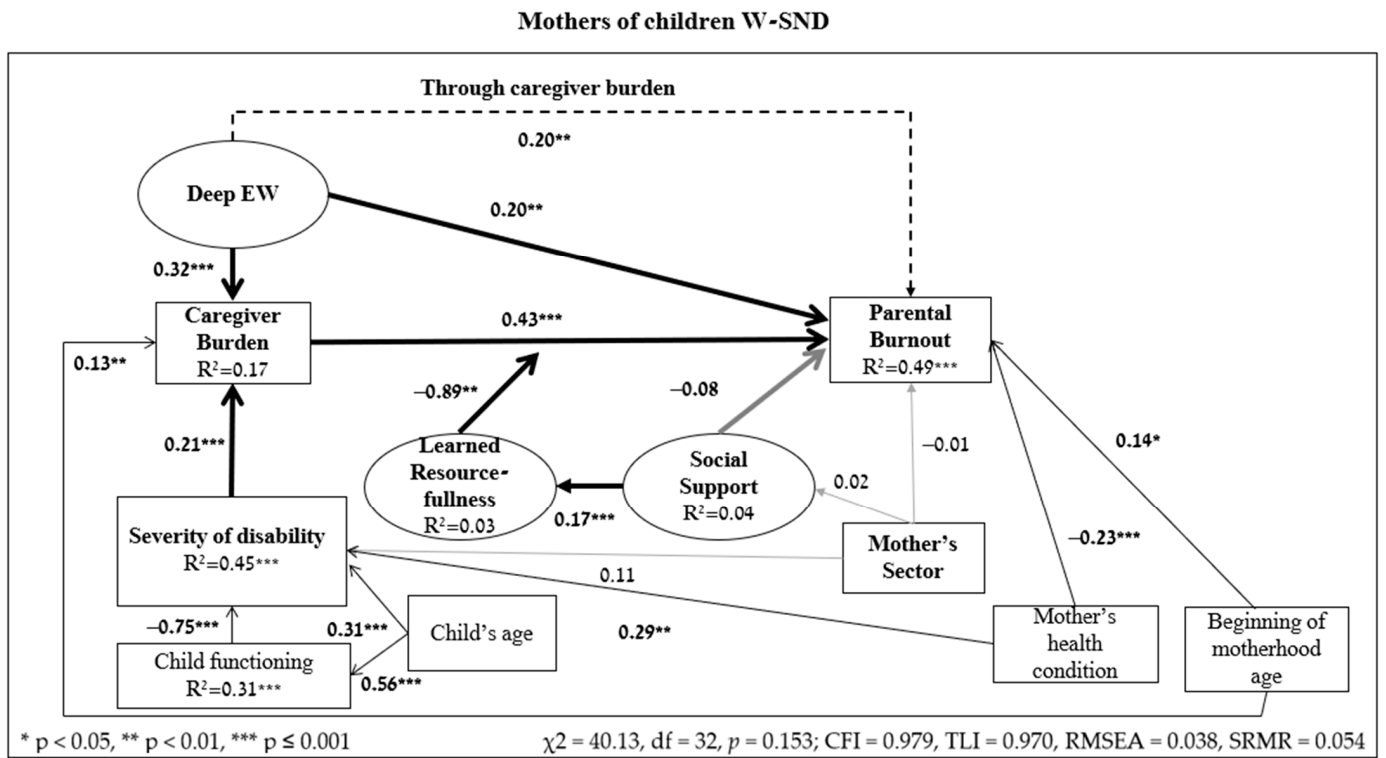 Mothers of children W-SND
Through caregiver burden
0.20**
Deep EW
0.20**
0.32***
Caregiver
Burden
R²=0.17
0.43***
Parental
Burnout
R²=0.49***
0.13**
−0.89**
−0.08
0.21***
Learned
Resource-
fullness
R²=0.03
Social
Support
R²=0.04
−0.01
0.14*
0.02
0.17***
Severity of disability
R²=0.45***
Mother’s
Sector
−0.23***
0.11
−0.75***
0.31***
Child’s age
0.29**
Mother’s
health
condition
Beginning of
motherhood
age
Child functioning
R²=0.31***
0.56***
* p < 0.05, ** p < 0.01, *** p ≤ 0.001
χ2 = 40.13, df = 32, p = 0.153; CFI = 0.979, TLI = 0.970, RMSEA = 0.038, SRMR = 0.054